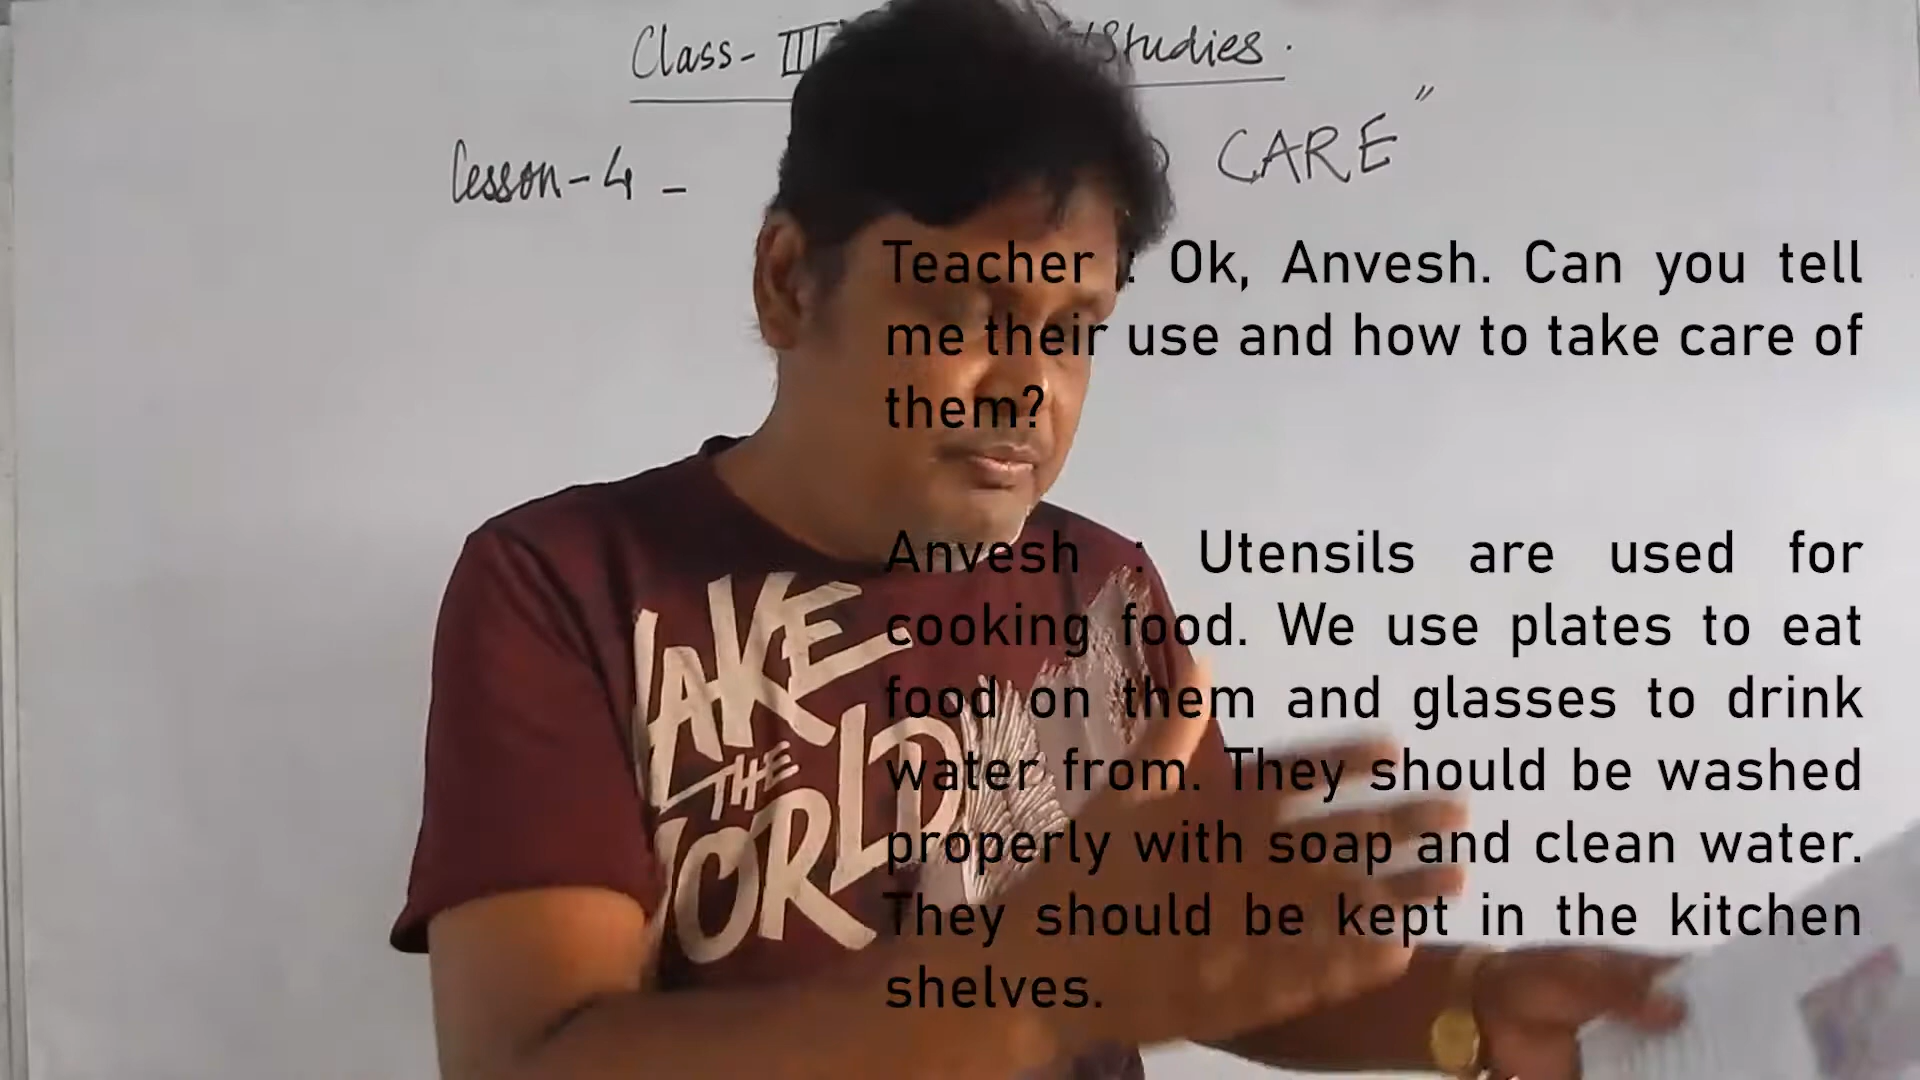 Class- III Studies.
Lesson-4 - CARE"
Teacher : Ok, Anvesh. Can you tell
me their use and how to take care of
them?
Anvesh : Utensils are used for
cooking food. We use plates to eat
food on them and glasses to drink
water from. They should be washed
properly with soap and clean water.
They should be kept in the kitchen
shelves.
THE